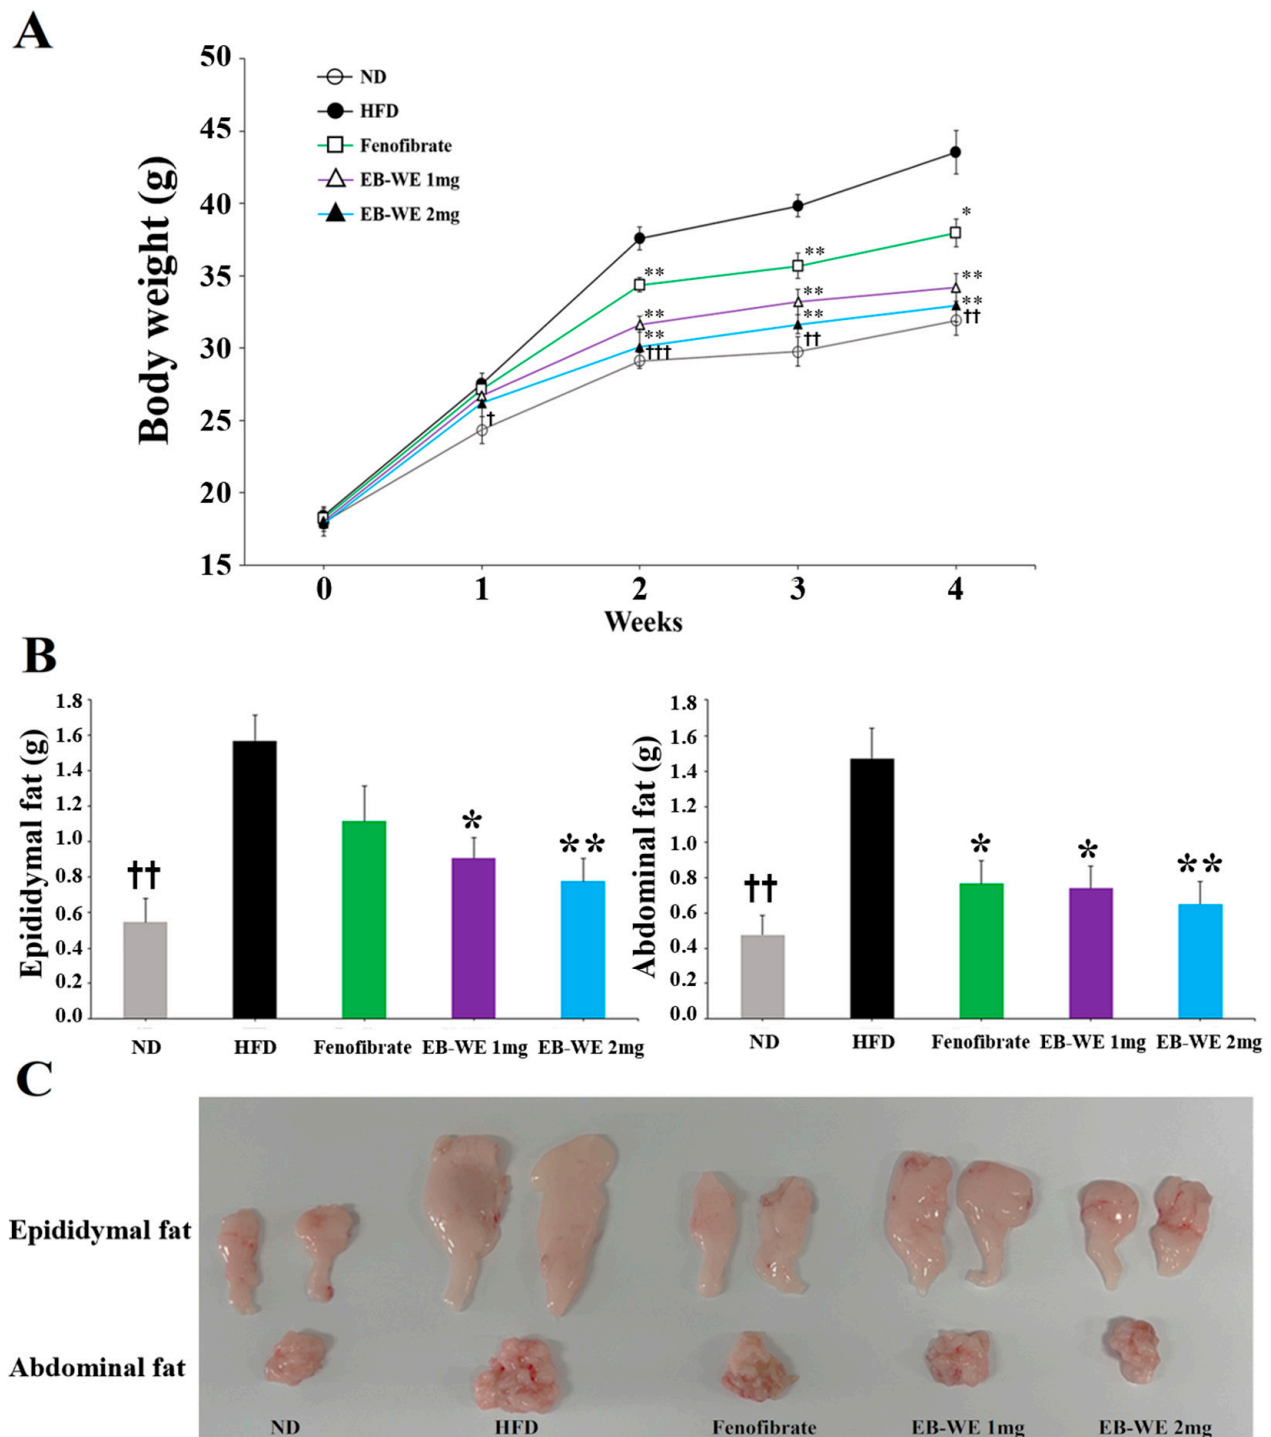 A
50
45
40
35
30
25
20
15
Body weight (g)
ND
HFD
Fenofibrate
EB-WE 1mg
EB-WE 2mg
*
**
**
**
**
**
**
**
**
**
†
†††
††
††
0 1 2 3 4
Weeks
B
1.8
1.6
1.4
1.2
1.0
0.8
0.6
0.4
0.2
0.0
Epididymal fat (g)
††
*
**
ND HFD Fenofibrate EB-WE 1mg EB-WE 2mg
1.8
1.6
1.4
1.2
1.0
0.8
0.6
0.4
0.2
0.0
Abdominal fat (g)
††
*
*
**
ND HFD Fenofibrate EB-WE 1mg EB-WE 2mg
C
Epididymal fat
Abdominal fat
ND HFD Fenofibrate EB-WE 1mg EB-WE 2mg